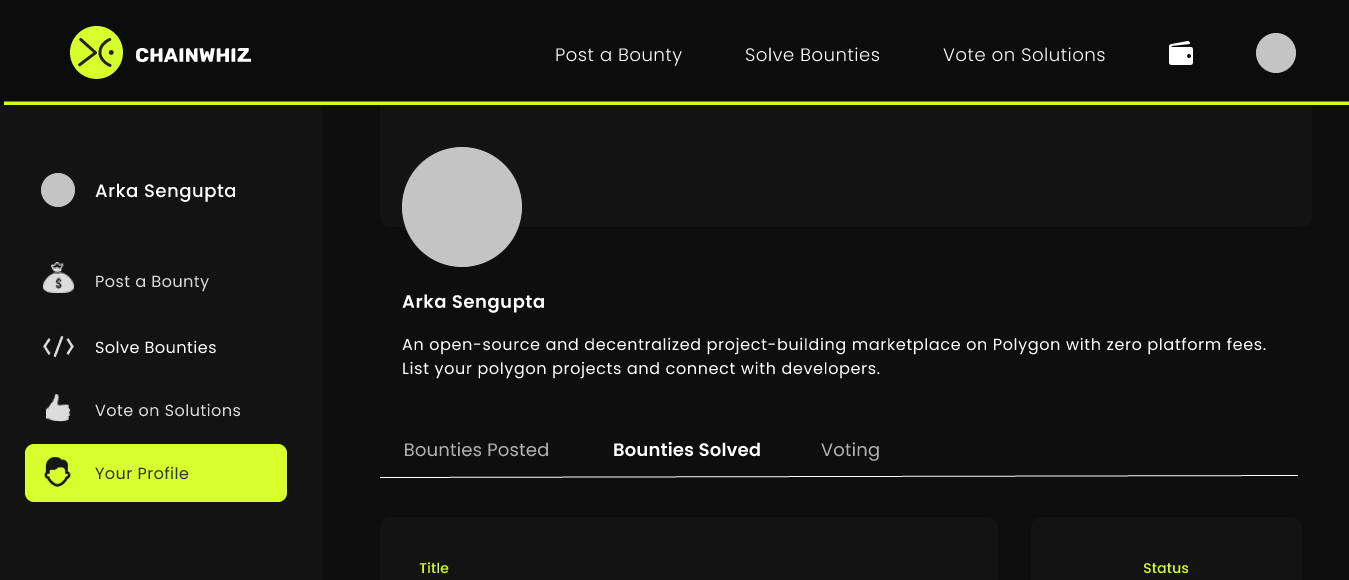 CHAINWHIZ
Post a Bounty
Solve Bounties
Vote on Solutions
Arka Sengupta
Post a Bounty
Solve Bounties
Vote on Solutions
Your Profile
Arka Sengupta
An open-source and decentralized project-building marketplace on Polygon with zero platform fees.
List your polygon projects and connect with developers.
Bounties Posted
Bounties Solved
Voting
Title
Status